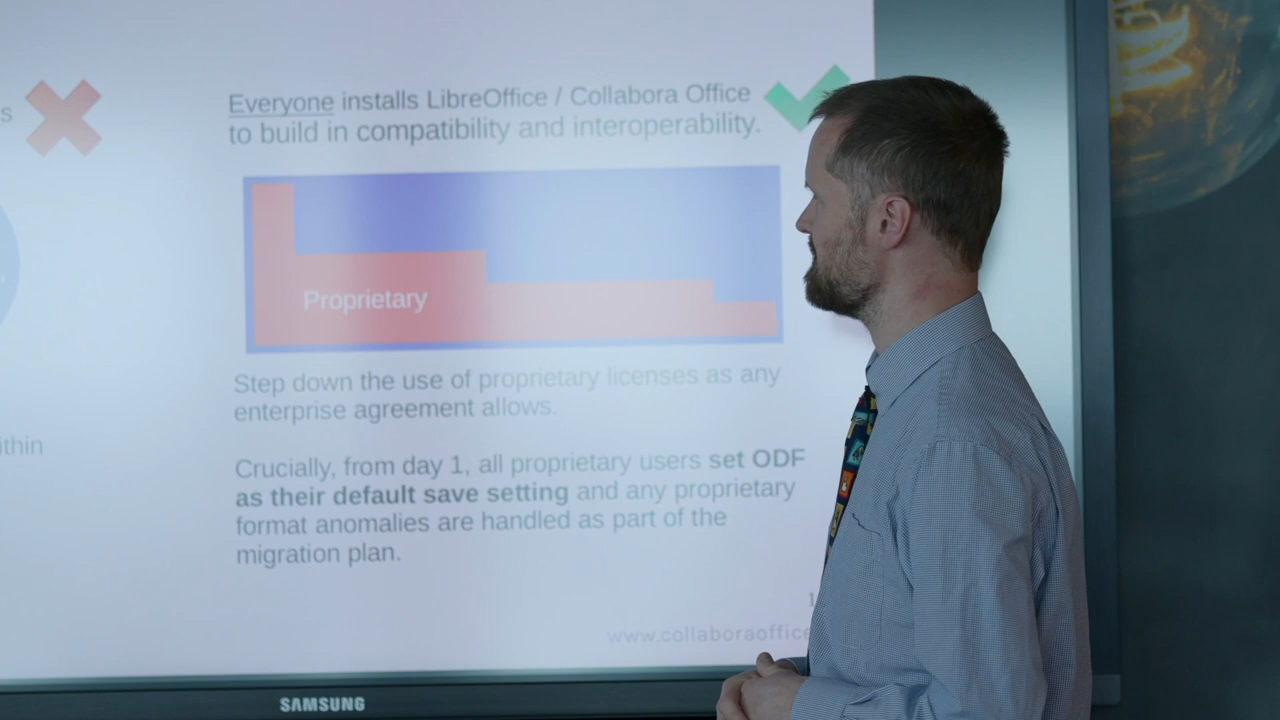 s
Everyone installs LibreOffice / Collabora Office
to build in compatibility and interoperability.
Proprietary
Step down the use of proprietary licenses as any
enterprise agreement allows.
ithin
Crucially, from day 1, all proprietary users set ODF
as their default save setting and any proprietary
format anomalies are handled as part of the
migration plan.
1
www.collaboraoffice
SAMSUNG